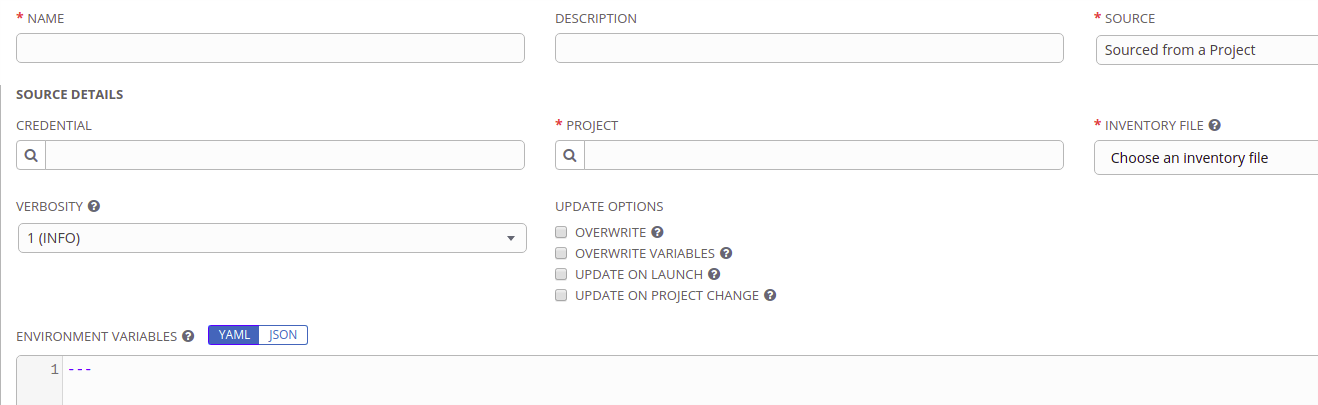 * NAME
DESCRIPTION
* SOURCE
Sourced from a Project
SOURCE DETAILS
CREDENTIAL
* PROJECT
* INVENTORY FILE ?
Choose an inventory file
VERBOSITY ?
1 (INFO)
UPDATE OPTIONS
OVERWRITE ?
OVERWRITE VARIABLES ?
UPDATE ON LAUNCH ?
UPDATE ON PROJECT CHANGE ?
ENVIRONMENT VARIABLES ? YAML JSON
1 ---